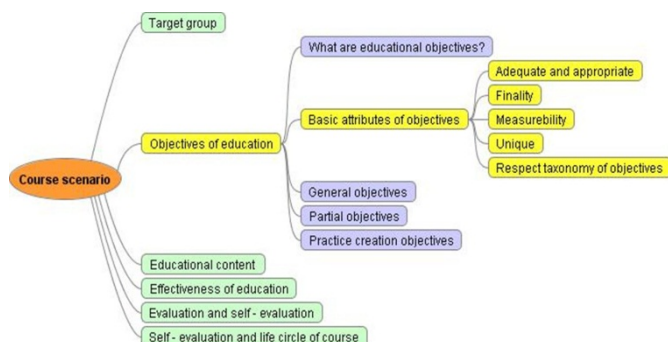 Course scenario
Target group
Objectives of education
What are educational objectives?
Basic attributes of objectives
Adequate and appropriate
Finality
Measurebility
Unique
Respect taxonomy of objectives
General objectives
Partial objectives
Practice creation objectives
Educational content
Effectiveness of education
Evaluation and self - evaluation
Self - evaluation and life circle of course